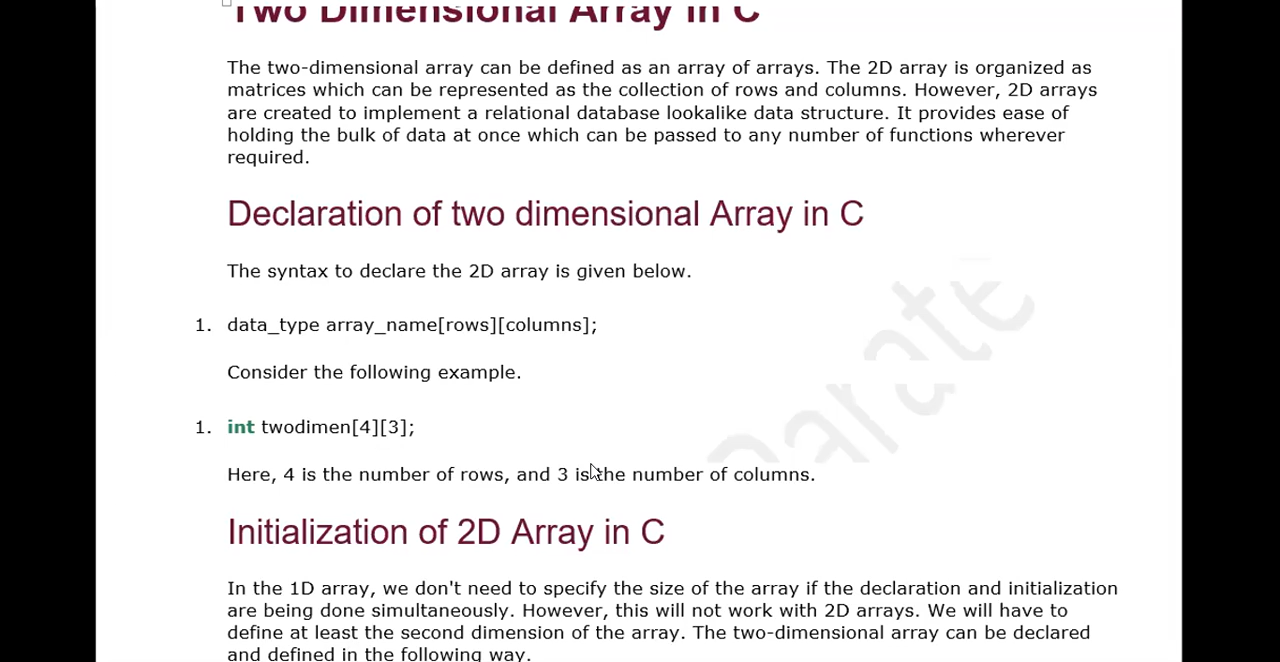 Two Dimensional Array in C
The two-dimensional array can be defined as an array of arrays. The 2D array is organized as
matrices which can be represented as the collection of rows and columns. However, 2D arrays
are created to implement a relational database lookalike data structure. It provides ease of
holding the bulk of data at once which can be passed to any number of functions wherever
required.
Declaration of two dimensional Array in C
The syntax to declare the 2D array is given below.
1. data_type array_name[rows][columns];
Consider the following example.
1. int twodimen[4][3];
Here, 4 is the number of rows, and 3 is the number of columns.
Initialization of 2D Array in C
In the 1D array, we don't need to specify the size of the array if the declaration and initialization
are being done simultaneously. However, this will not work with 2D arrays. We will have to
define at least the second dimension of the array. The two-dimensional array can be declared
and defined in the following way.